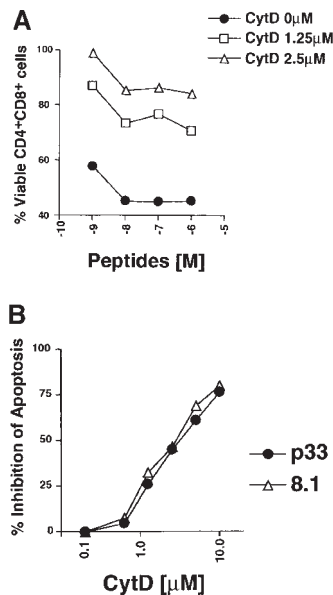 A
CytD 0μM
CytD 1.25μM
CytD 2.5μM
% Viable CD4+CD8+ cells
100
80
60
40
-10
-9
-8
-7
-6
-5
Peptides [M]
B
% Inhibition of Apoptosis
100
75
50
25
0
0.1
1.0
10.0
CytD [μM]
p33
8.1